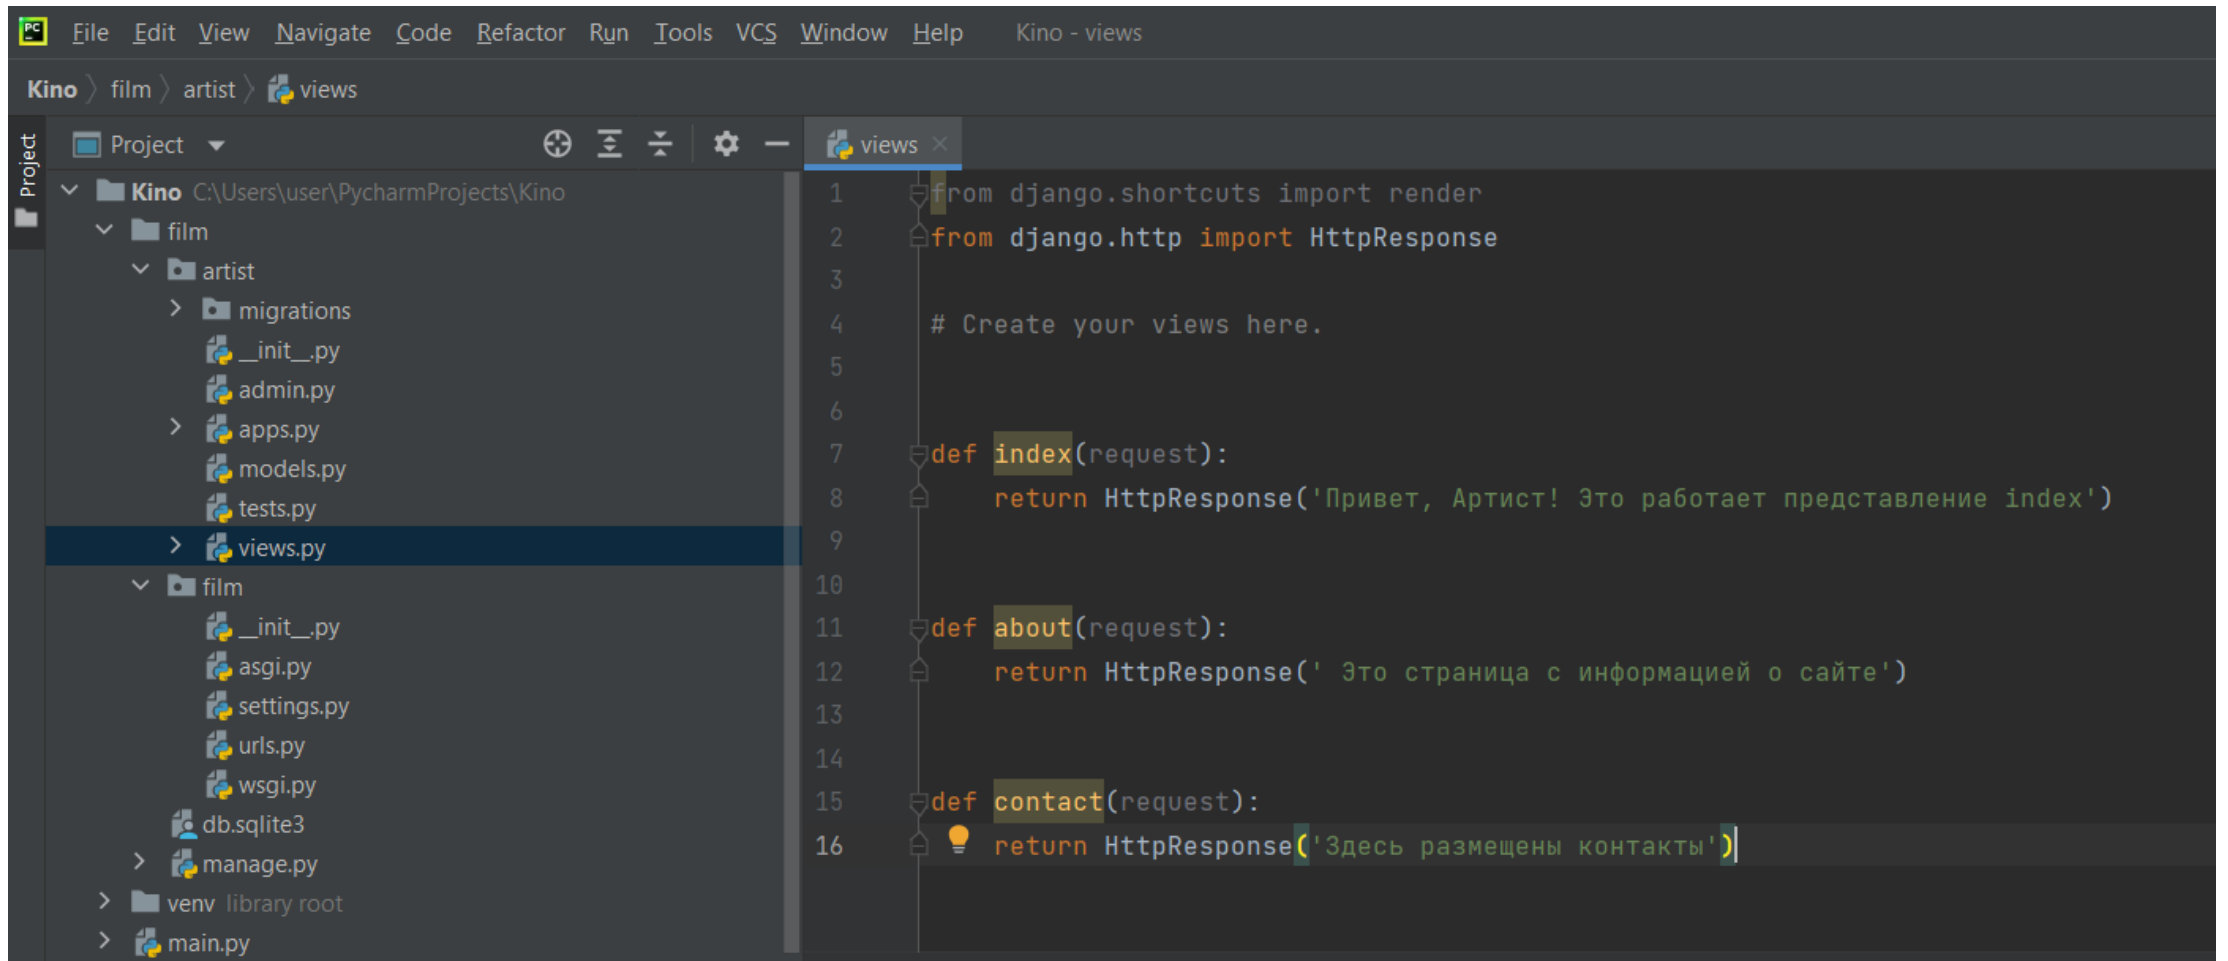 PC File Edit View Navigate Code Refactor Run Tools VCS Window Help Kino - views
Kino film artist views
Project
Project
views
Kino C:\Users\user\PycharmProjects\Kino
film
artist
migrations
__init__.py
admin.py
apps.py
models.py
tests.py
views.py
film
__init__.py
asgi.py
settings.py
urls.py
wsgi.py
db.sqlite3
manage.py
venv library root
main.py
1 from django.shortcuts import render
2 from django.http import HttpResponse
3
4 # Create your views here.
5
6
7 def index(request):
8 return HttpResponse('Привет, Артист! Это работает представление index')
9
10
11 def about(request):
12 return HttpResponse(' Это страница с информацией о сайте')
13
14
15 def contact(request):
16 return HttpResponse('Здесь размещены контакты')